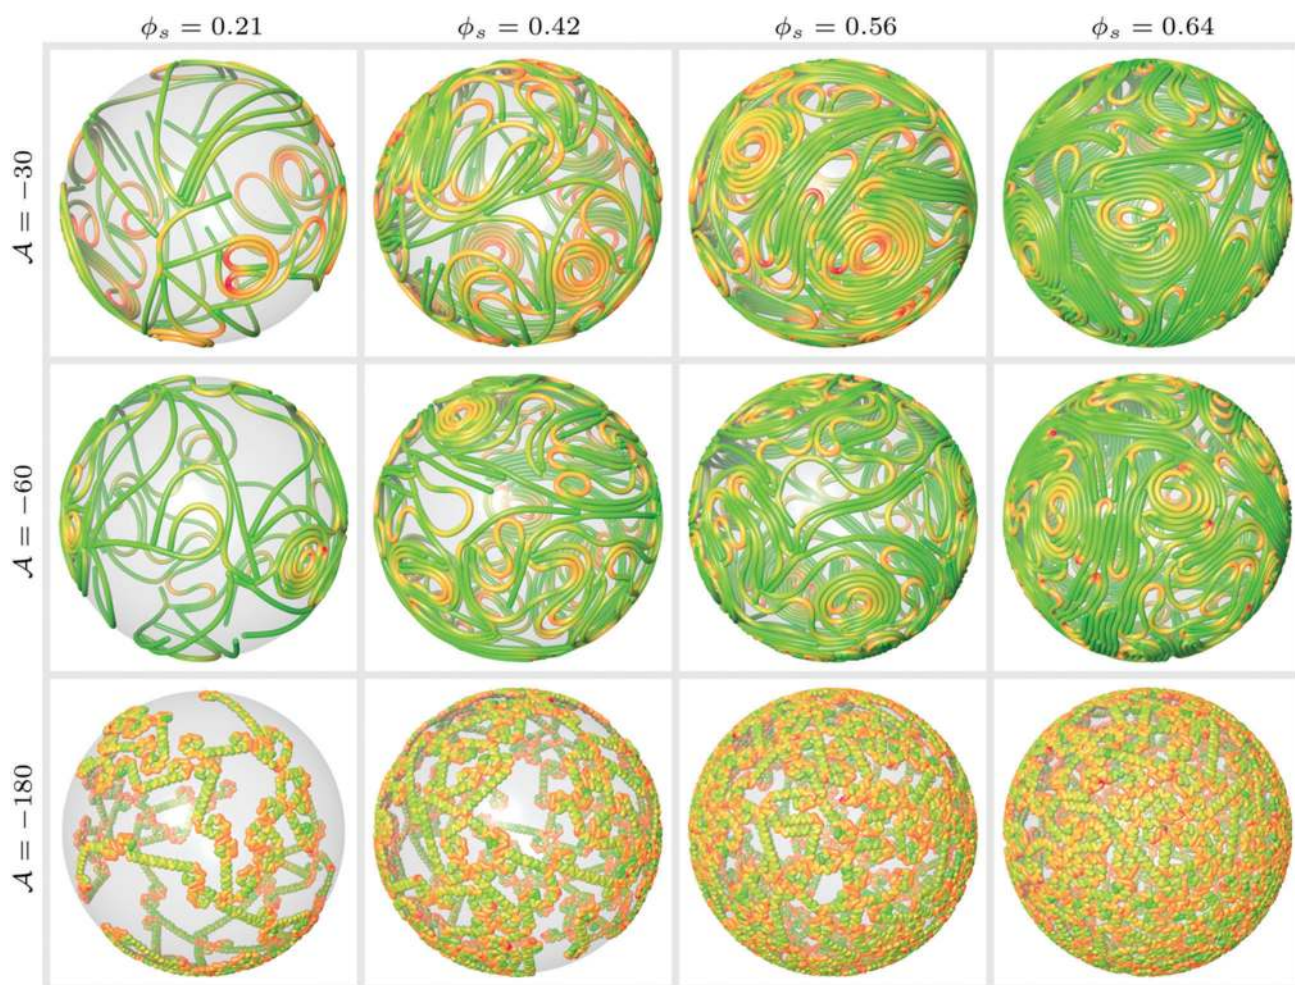 ϕₛ = 0.21 ϕₛ = 0.42 ϕₛ = 0.56 ϕₛ = 0.64
𝒜 = −30
𝒜 = −60
𝒜 = −180